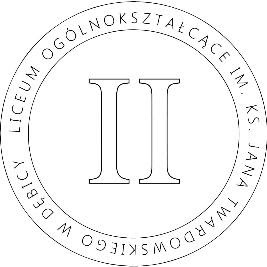 LICEUM OGÓLNOKSZTAŁCĄCE IM. KS. JANA TWARDOWSKIEGO W DĘBICY
II